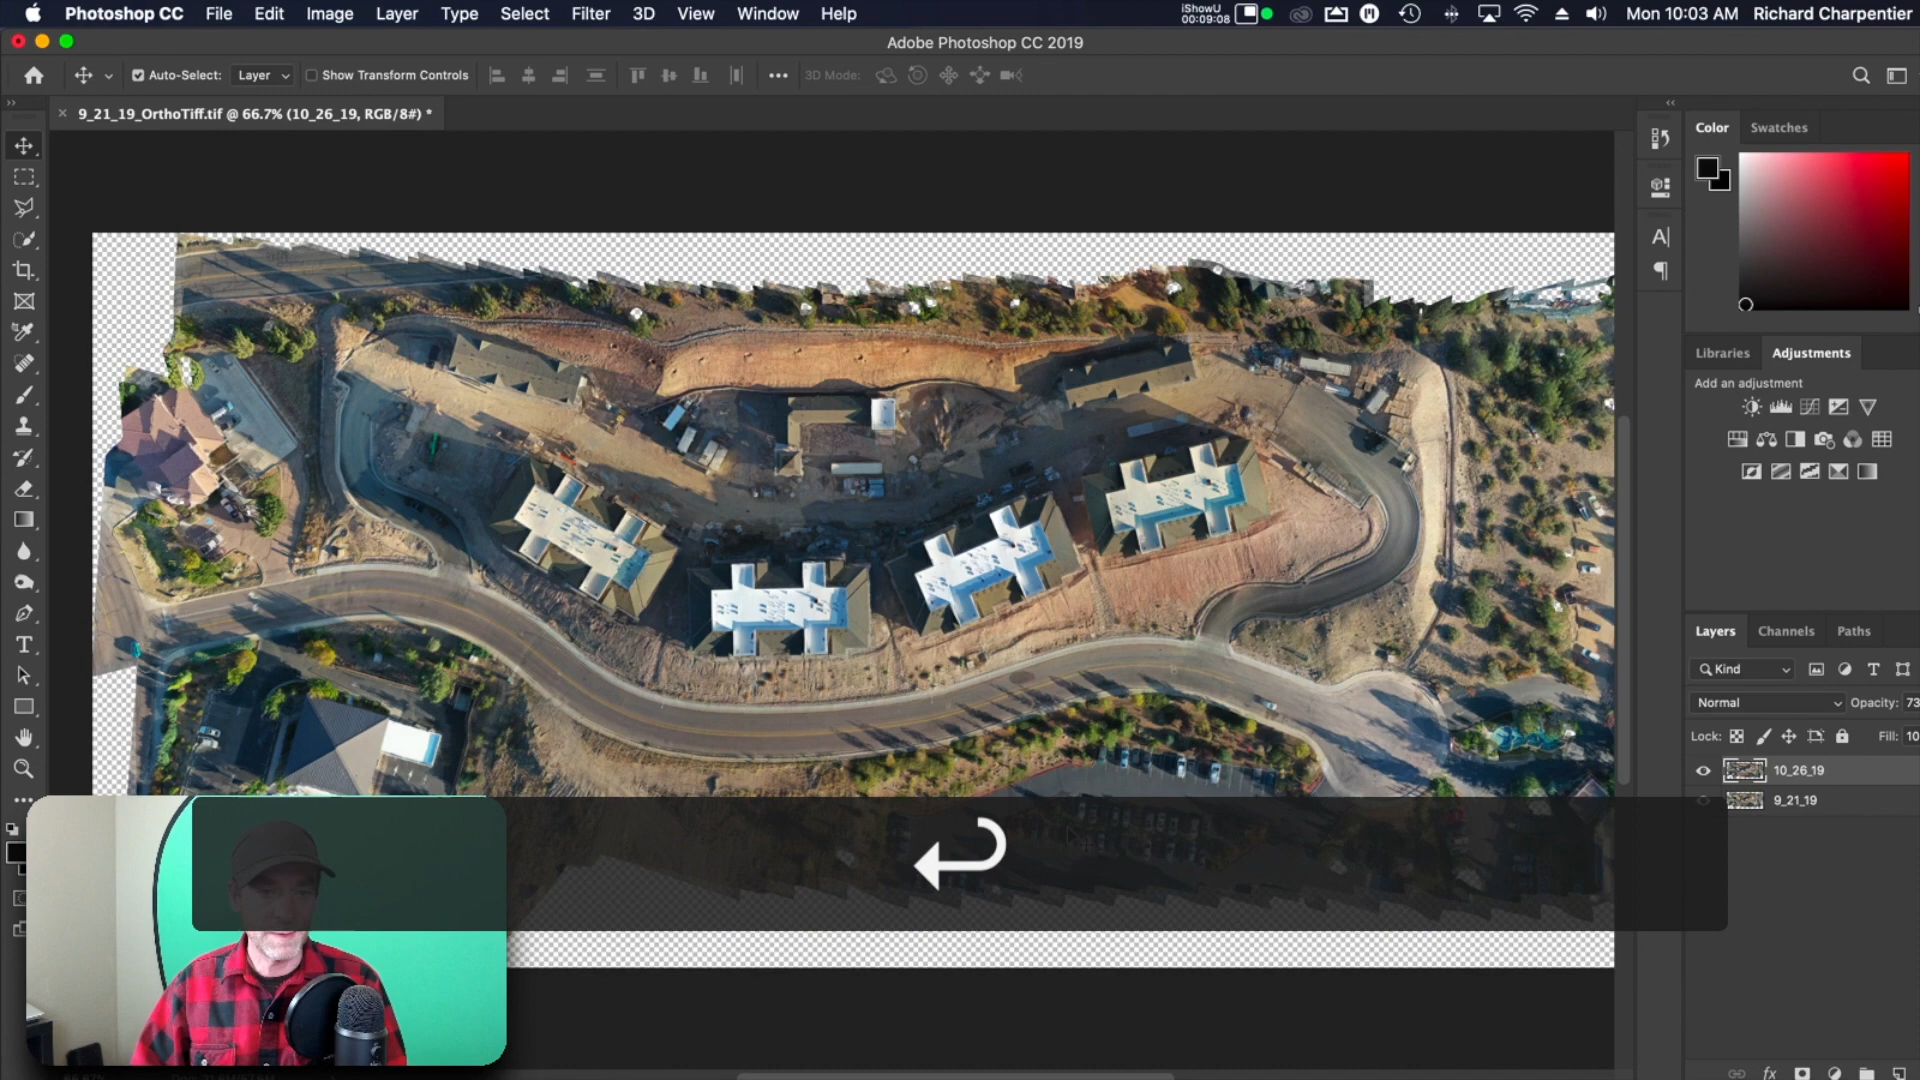 Photoshop CC File Edit Image Layer Type Select Filter 3D View Window Help
iShowU
00:09:08
Mon 10:03 AM Richard Charpentier
Adobe Photoshop CC 2019
Auto-Select: Layer Show Transform Controls 3D Mode:
9_21_19_OrthoTiff.tif @ 66.7% (10_26_19, RGB/8#) *
Color Swatches
Libraries Adjustments
Add an adjustment
Layers Channels Paths
Kind
Normal Opacity: 73
Lock: Fill: 10
10_26_19
9_21_19